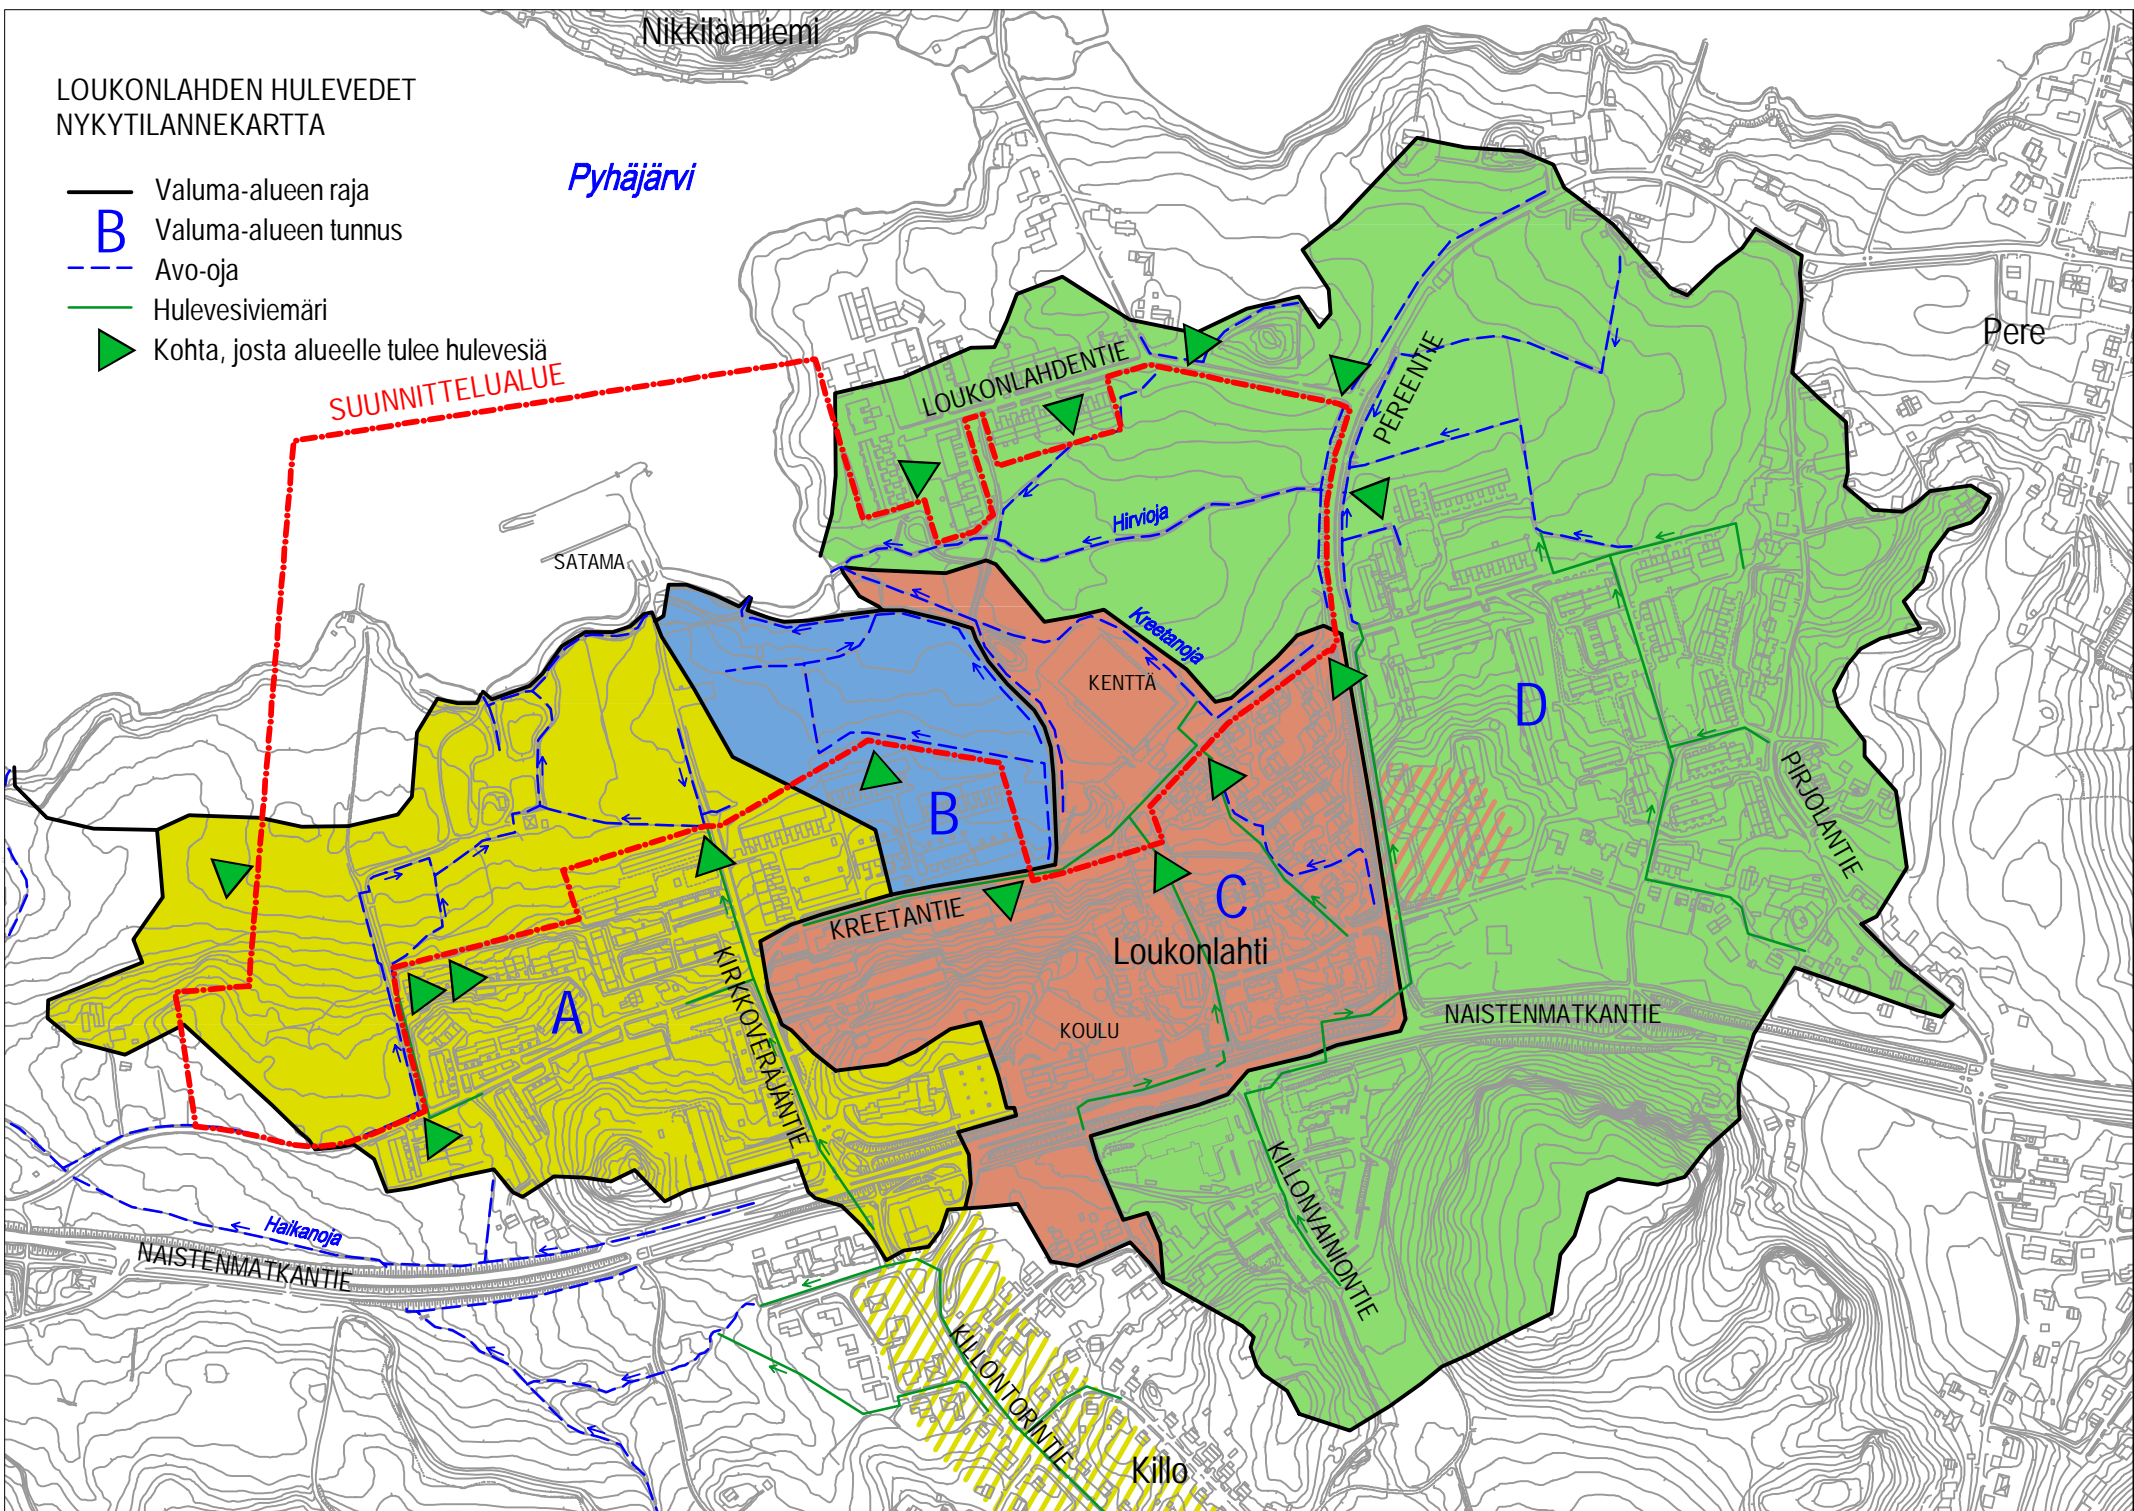 Nikkilänniemi
LOUKONLAHDEN HULEVEDET
NYKYTILANNEKARTTA
Pyhäjärvi
Valuma-alueen raja
B Valuma-alueen tunnus
Avo-oja
Hulevesiviemäri
Kohta, josta alueelle tulee hulevesiä
SUUNNITTELUALUE
LOUKONLAHDENTIE
PEREENTIE
Pere
Hirvioja
SATAMA
Kreetanoja
KENTTÄ
D
PIRJOLANTIE
B
C
KREETANTIE
Loukonlahti
KIRKKOVERÄJÄNTIE
A
KOULU
NAISTENMATKANTIE
KILLONVAINIONTIE
Haikanoja
NAISTENMATKANTIE
KILLONTORINTIE
Killo